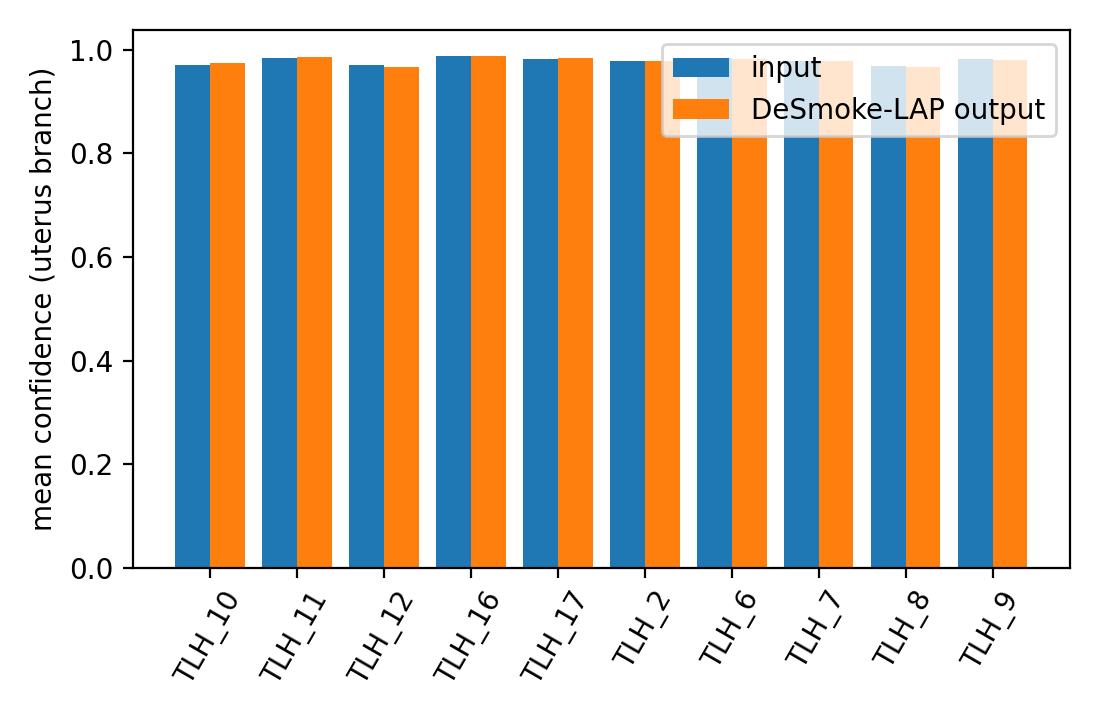 mean confidence (uterus branch)
1.0
0.8
0.6
0.4
0.2
0.0
input
DeSmoke-LAP output
TLH_10
TLH_11
TLH_12
TLH_16
TLH_17
TLH_2
TLH_6
TLH_7
TLH_8
TLH_9